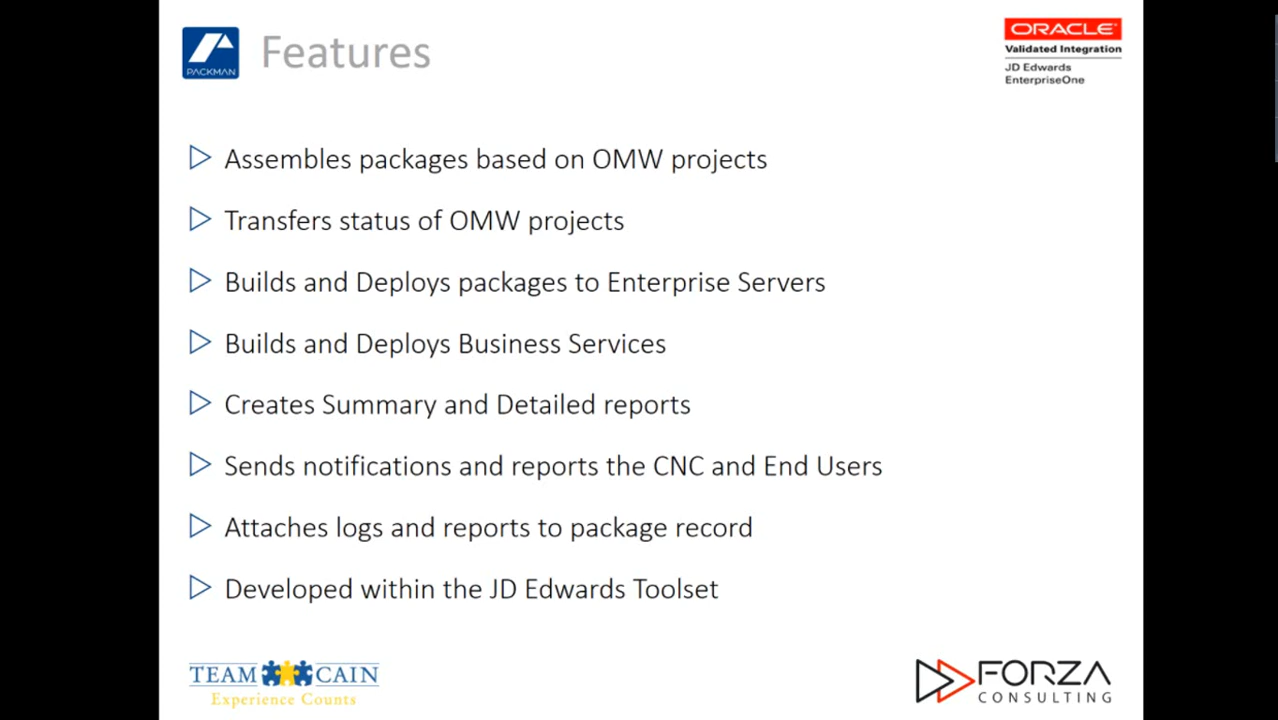 PACKMAN
Features
ORACLE
Validated Integration
JD Edwards
EnterpriseOne
Assembles packages based on OMW projects
Transfers status of OMW projects
Builds and Deploys packages to Enterprise Servers
Builds and Deploys Business Services
Creates Summary and Detailed reports
Sends notifications and reports the CNC and End Users
Attaches logs and reports to package record
Developed within the JD Edwards Toolset
TEAM CAIN
Experience Counts
FORZA
CONSULTING